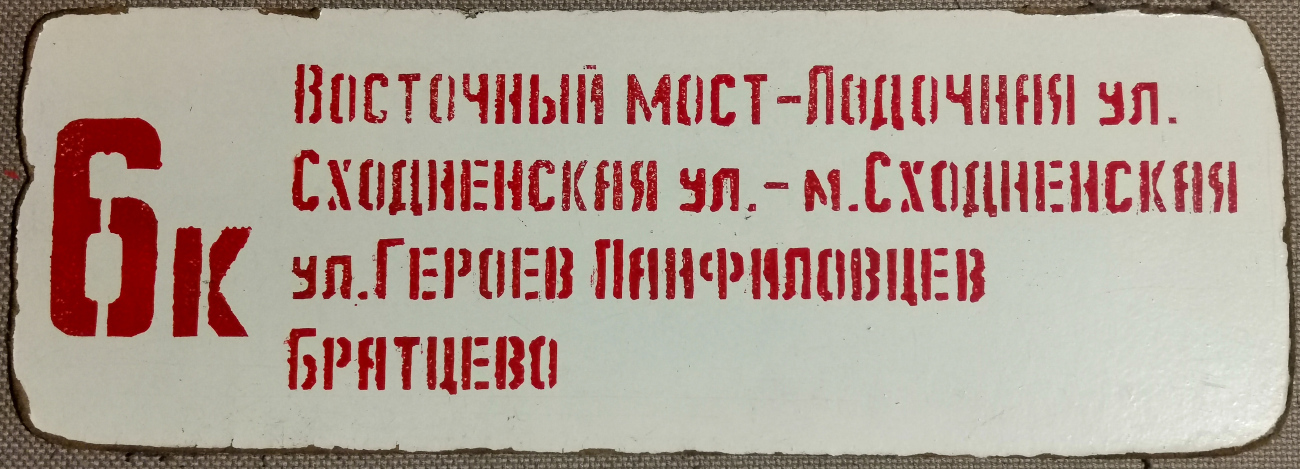 6к
Восточный мост-Лодочная ул.
Сходненская ул.-м.Сходненская
ул.Героев Панфиловцев
Братцево